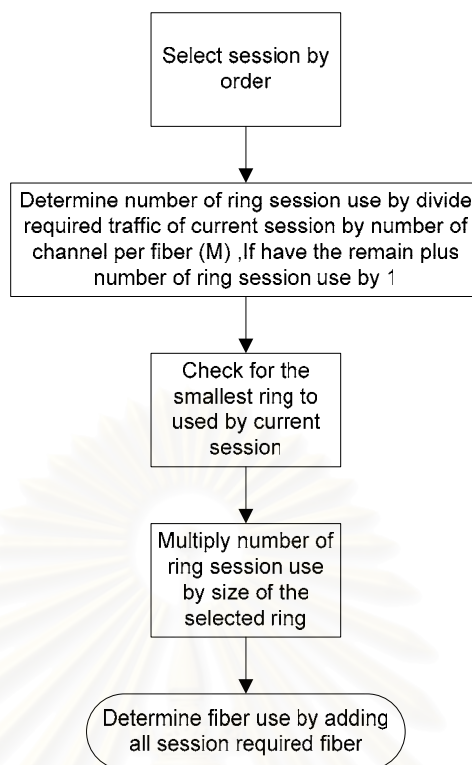 Select session by
order
Determine number of ring session use by divide
required traffic of current session by number of
channel per fiber (M) ,If have the remain plus
number of ring session use by 1
Check for the
smallest ring to
used by current
session
Multiply number of
ring session use
by size of the
selected ring
Determine fiber use by adding
all session required fiber